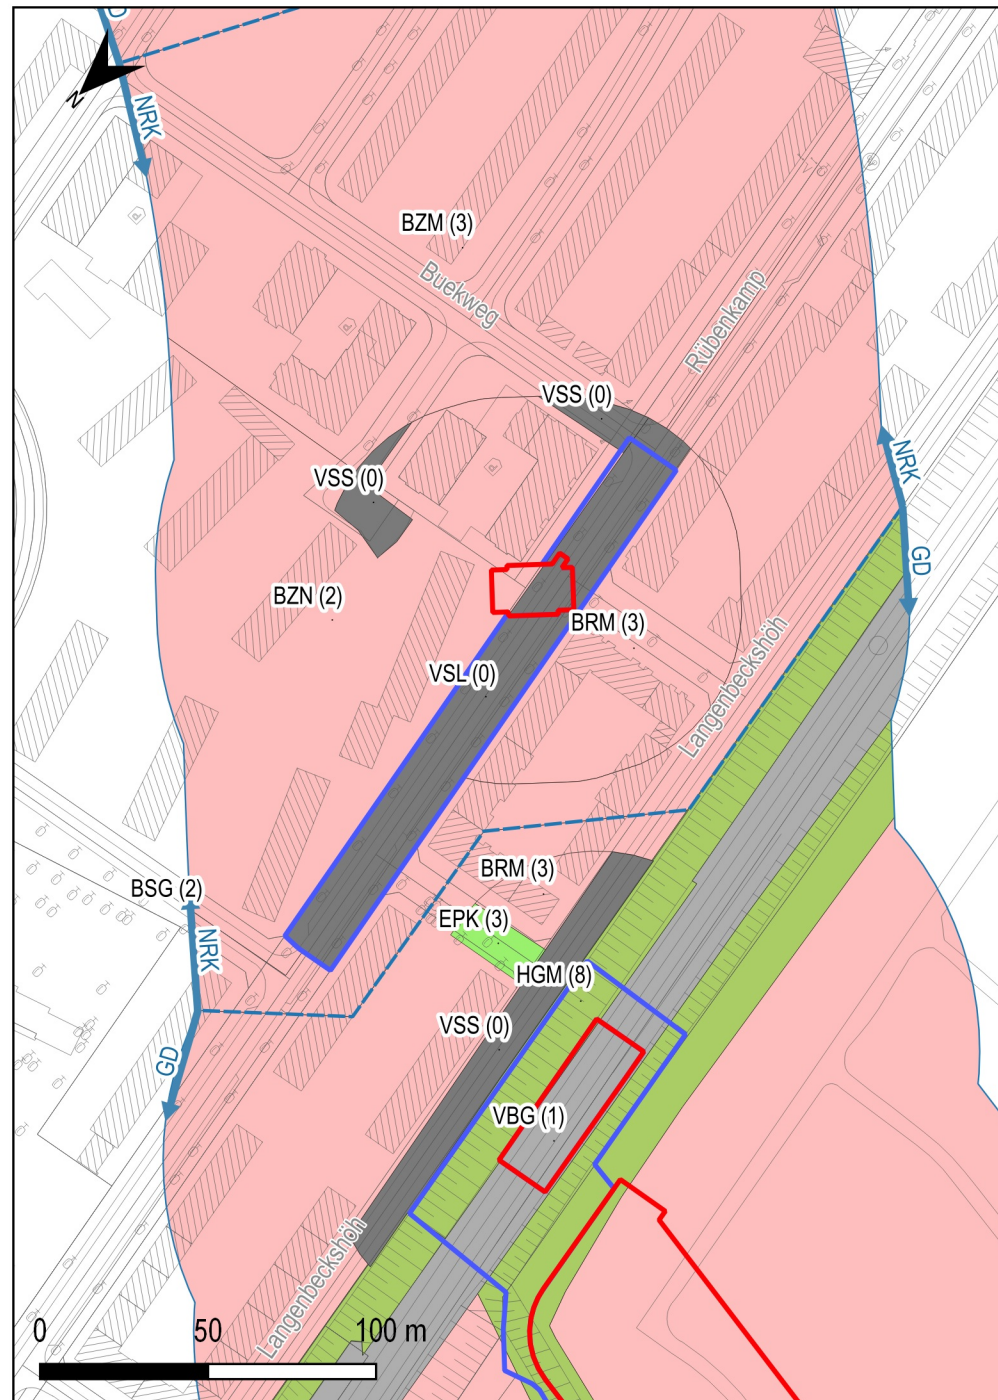 N
NRK
BZM (3)
Buekweg
Rübenkamp
VSS (0)
VSS (0)
NRK
GD
BZN (2)
BRM (3)
VSL (0)
Langenbeckshöh
BRM (3)
BSG (2)
EPK (3)
NRK
HGM (8)
VSS (0)
GD
VBG (1)
Langenbeckshöh
0 50 100 m